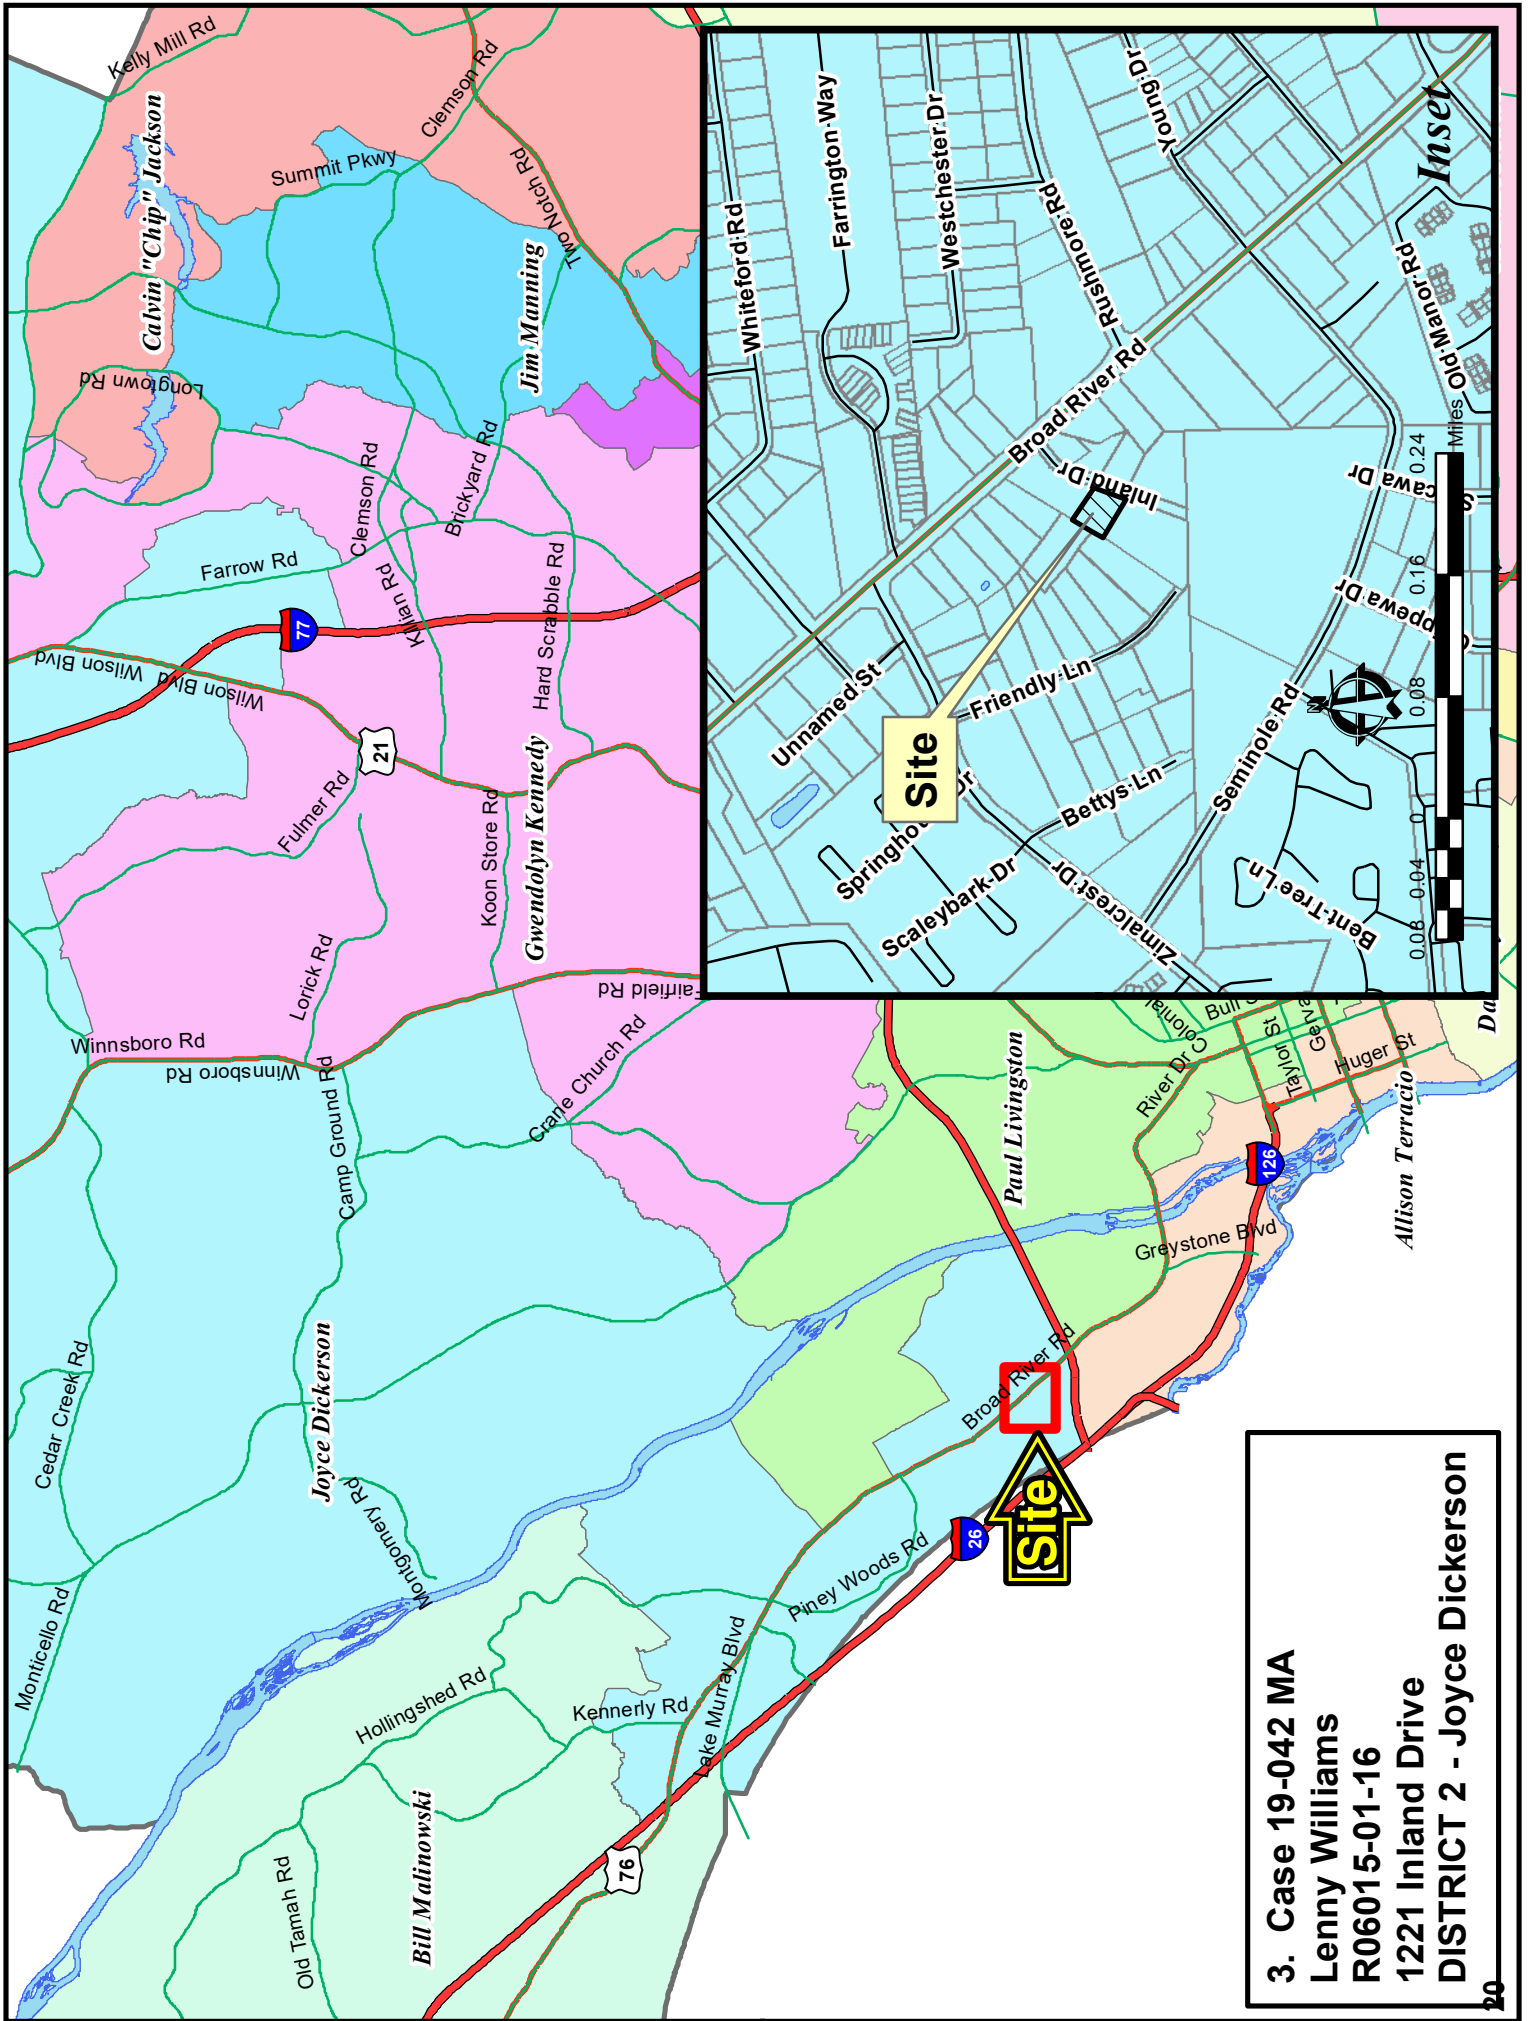 Monticello Rd
Cedar Creek Rd
Winnsboro Rd
Winnsboro Rd
Wilson Blvd
Wilson Blvd
Wilson Blvd
Longtown Rd
Kelly Mill Rd
Calvin "Chip" Jackson
Summit Pkwy
Clemson Rd
Two Notch Rd
Jim Manning
Farrow Rd
77
Clemson Rd
Killian Rd
Brickyard Rd
Hard Scrabble Rd
21
Fulmer Rd
Koon Store Rd
Gwendolyn Kennedy
Lorick Rd
Fairfield Rd
Camp Ground Rd
Crane Church Rd
Joyce Dickerson
Montgomery Rd
Old Tamah Rd
Bill Malinowski
Hollingshed Rd
Kennerly Rd
76
Lake Murray Blvd
Piney Woods Rd
26
Broad River Rd
Site
Paul Livingston
River Dr
Colonial
Bull S
Taylor St
Gerva
Huger St
Greystone Blvd
126
Allison Terracio
Da
Whiteford Rd
Farrington Way
Westchester Dr
Rushmore Rd
Young Dr
Broad River Rd
Inland Dr
Unnamed St
Site
Friendly Ln
Bettys Ln
Scaleybark Dr
Zimalcrest Dr
Seminole Rd
Bent Tree Ln
Old Manor Rd
Inset
N
0.08 0.04 0 0.08 0.16 0.24
Miles
3. Case 19-042 MA
Lenny Williams
R06015-01-16
1221 Inland Drive
DISTRICT 2 - Joyce Dickerson
20